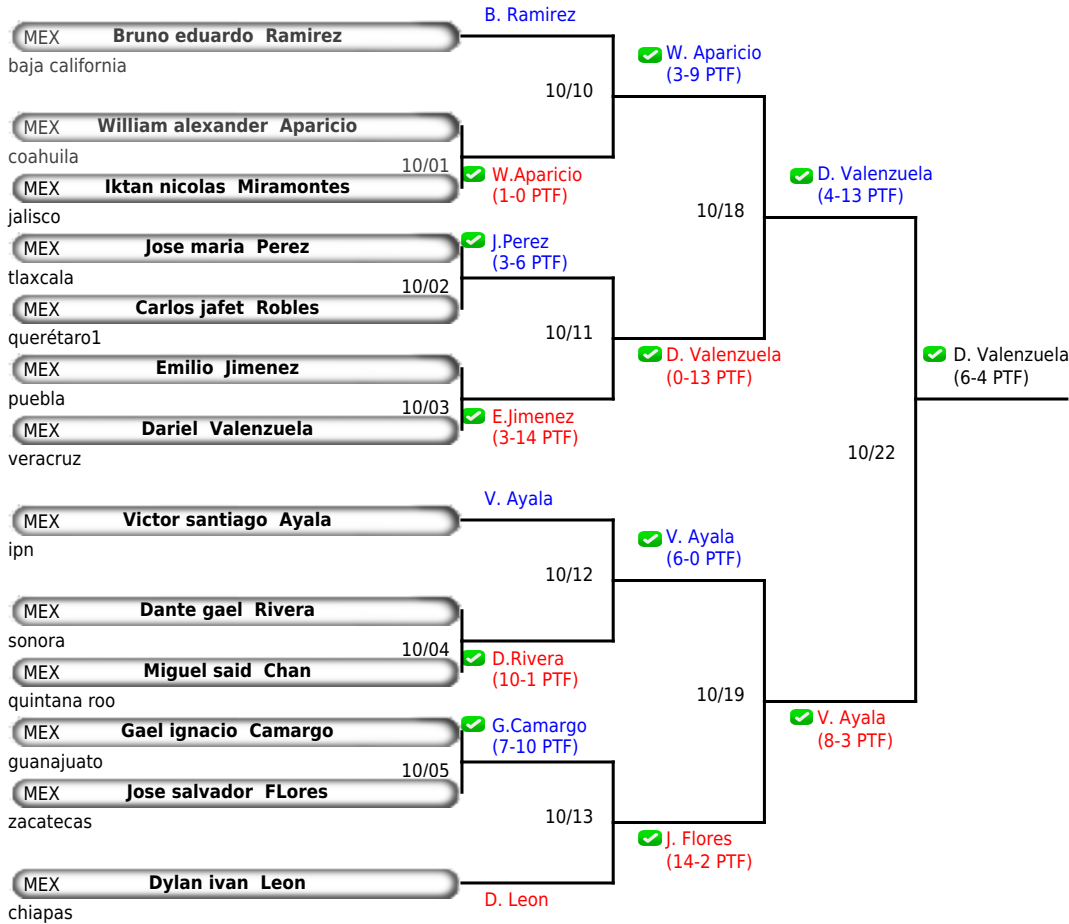 B. Ramirez
MEX Bruno eduardo Ramirez
baja california
W. Aparicio
(3-9 PTF)
10/10
MEX William alexander Aparicio
coahuila
10/01
W.Aparicio
(1-0 PTF)
MEX Iktan nicolas Miramontes
jalisco
D. Valenzuela
(4-13 PTF)
10/18
MEX Jose maria Perez
tlaxcala
J.Perez
(3-6 PTF)
10/02
MEX Carlos jafet Robles
querétaro1
10/11
D. Valenzuela
(0-13 PTF)
D. Valenzuela
(6-4 PTF)
MEX Emilio Jimenez
puebla
10/03
E.Jimenez
(3-14 PTF)
MEX Dariel Valenzuela
veracruz
10/22
V. Ayala
MEX Victor santiago Ayala
ipn
V. Ayala
(6-0 PTF)
10/12
MEX Dante gael Rivera
sonora
10/04
D.Rivera
(10-1 PTF)
MEX Miguel said Chan
quintana roo
10/19
V. Ayala
(8-3 PTF)
MEX Gael ignacio Camargo
guanajuato
G.Camargo
(7-10 PTF)
10/05
MEX Jose salvador FLores
zacatecas
10/13
J. Flores
(14-2 PTF)
MEX Dylan ivan Leon
chiapas
D. Leon